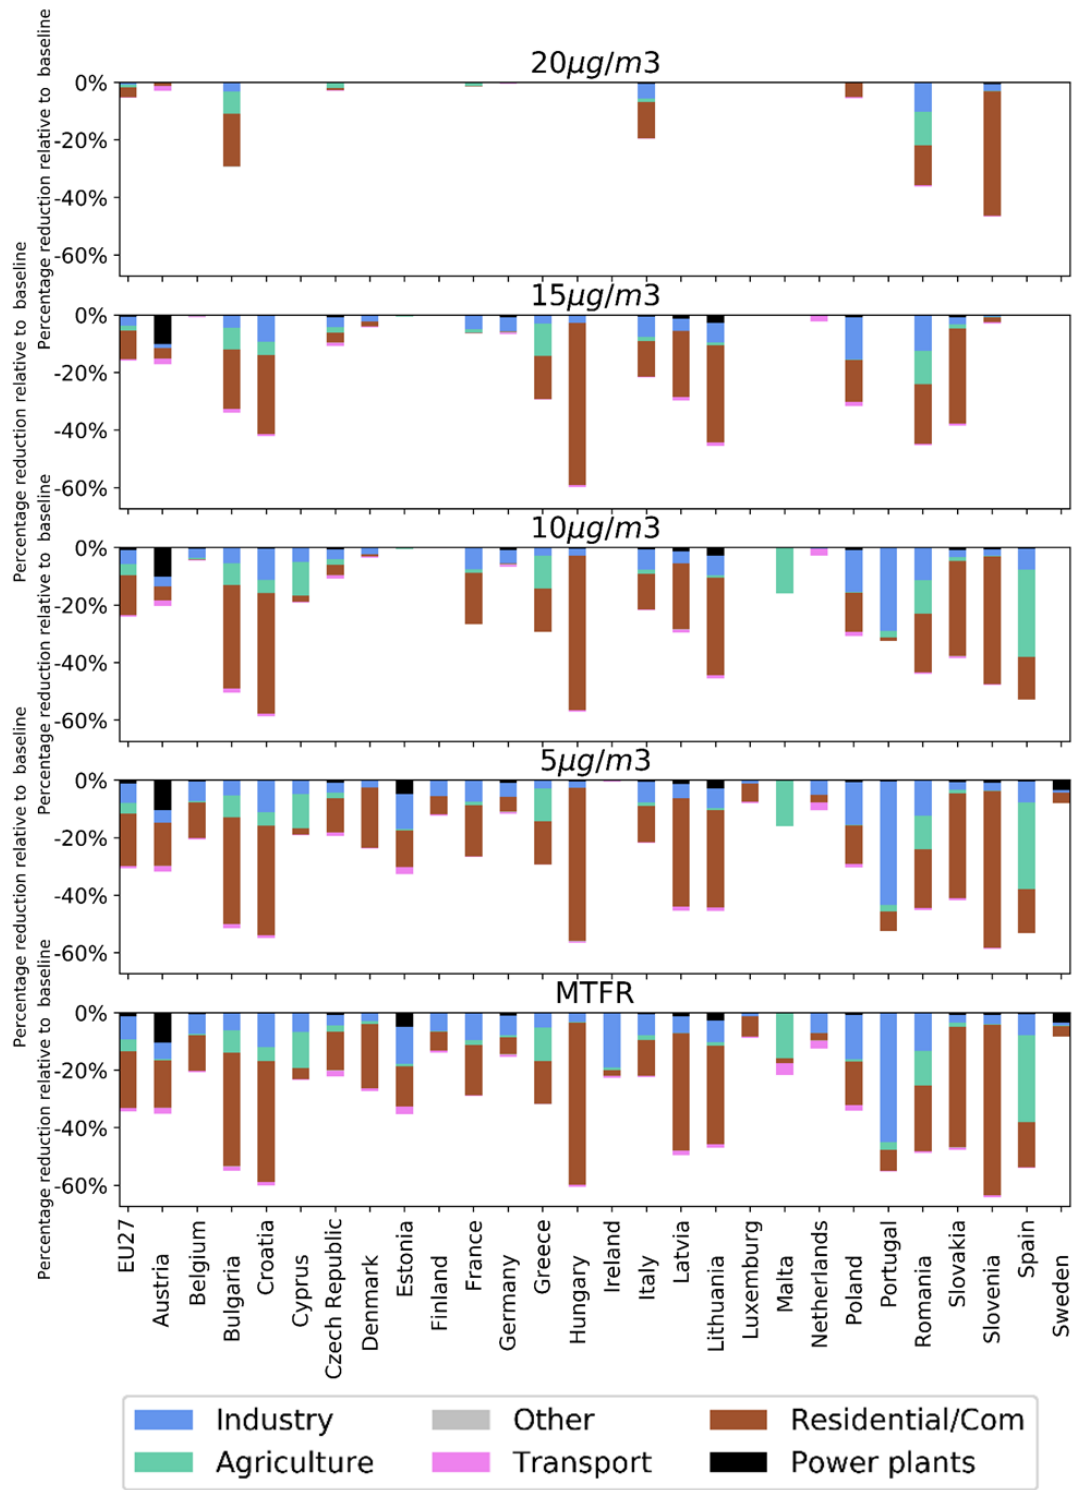 20μg/m3
Percentage reduction relative to baseline
0%
-20%
-40%
-60%
15μg/m3
Percentage reduction relative to baseline
0%
-20%
-40%
-60%
10μg/m3
Percentage reduction relative to baseline
0%
-20%
-40%
-60%
5μg/m3
Percentage reduction relative to baseline
0%
-20%
-40%
-60%
MTFR
Percentage reduction relative to baseline
0%
-20%
-40%
-60%
EU27
Austria
Belgium
Bulgaria
Croatia
Cyprus
Czech Republic
Denmark
Estonia
Finland
France
Germany
Greece
Hungary
Ireland
Italy
Latvia
Lithuania
Luxemburg
Malta
Netherlands
Poland
Portugal
Romania
Slovakia
Slovenia
Spain
Sweden
Industry
Other
Residential/Com
Agriculture
Transport
Power plants